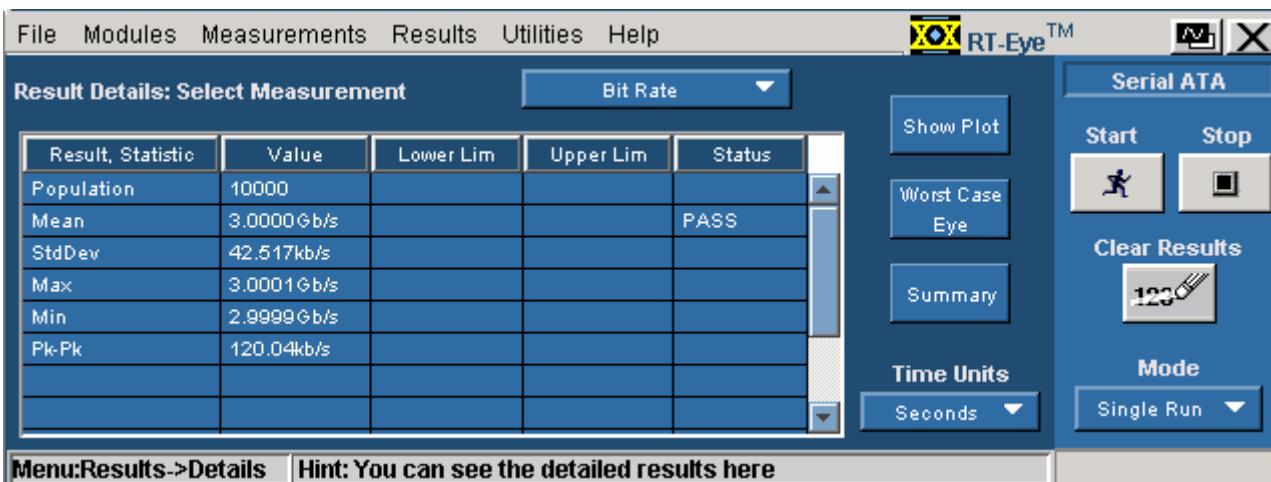 File Modules Measurements Results Utilities Help
RT-Eye™
Result Details: Select Measurement
Bit Rate
Result, Statistic Value Lower Lim Upper Lim Status
Population 10000
Mean 3.0000Gb/s PASS
StdDev 42.517kb/s
Max 3.0001Gb/s
Min 2.9999Gb/s
Pk-Pk 120.04kb/s
Show Plot
Worst Case
Eye
Summary
Time Units
Seconds
Serial ATA
Start Stop
Clear Results
123
Mode
Single Run
Menu:Results->Details Hint: You can see the detailed results here